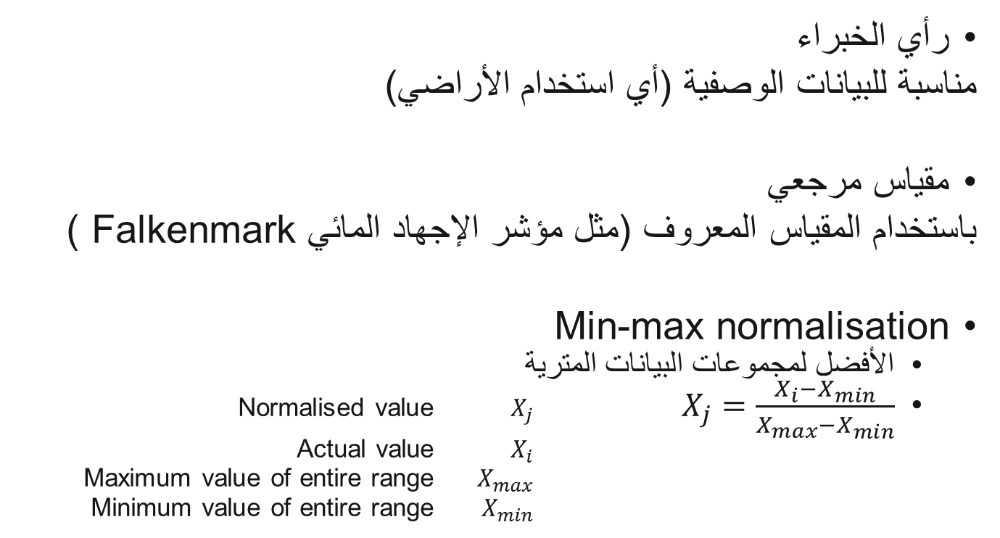 • رأي الخبراء
مناسبة للبيانات الوصفية (أي استخدام الأراضي)
• مقياس مرجعي
باستخدام المقياس المعروف (مثل مؤشر الإجهاد المائي Falkenmark )
• Min-max normalisation
• الأفضل لمجموعات البيانات المترية
• $X_j = \frac{X_i - X_{min}}{X_{max} - X_{min}}$
$X_j$ Normalised value
$X_i$ Actual value
$X_{max}$ Maximum value of entire range
$X_{min}$ Minimum value of entire range